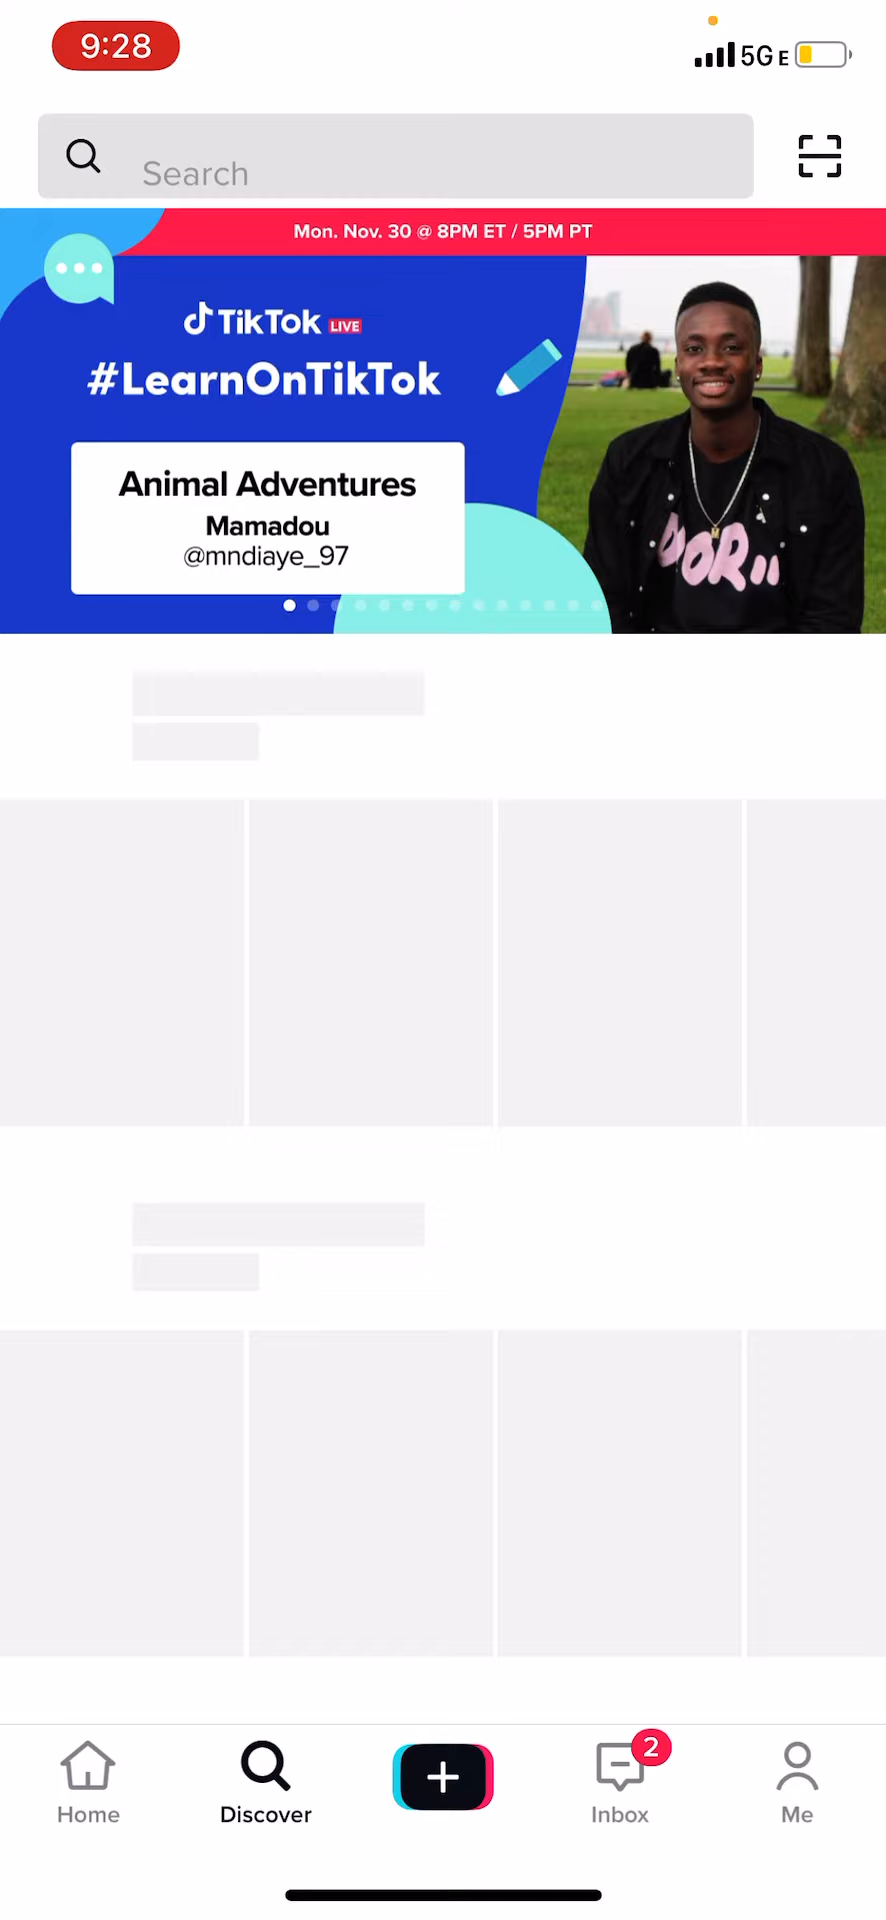 9:28
5GE
Search
Mon. Nov. 30 @ 8PM ET / 5PM PT
TikTok LIVE
#LearnOnTikTok
Animal Adventures
Mamadou
@mndiaye_97
2
Home
Discover
Inbox
Me